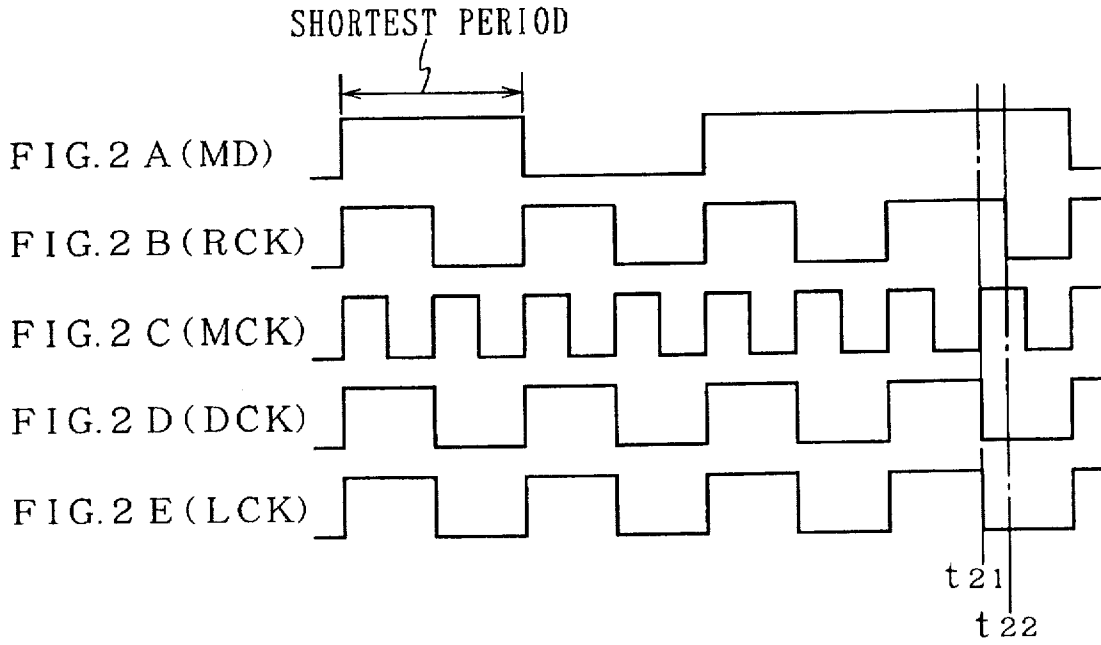 SHORTEST PERIOD
FIG.2 A(MD)
FIG.2 B(RCK)
FIG.2 C(MCK)
FIG.2 D(DCK)
FIG.2 E(LCK)
t21
t22